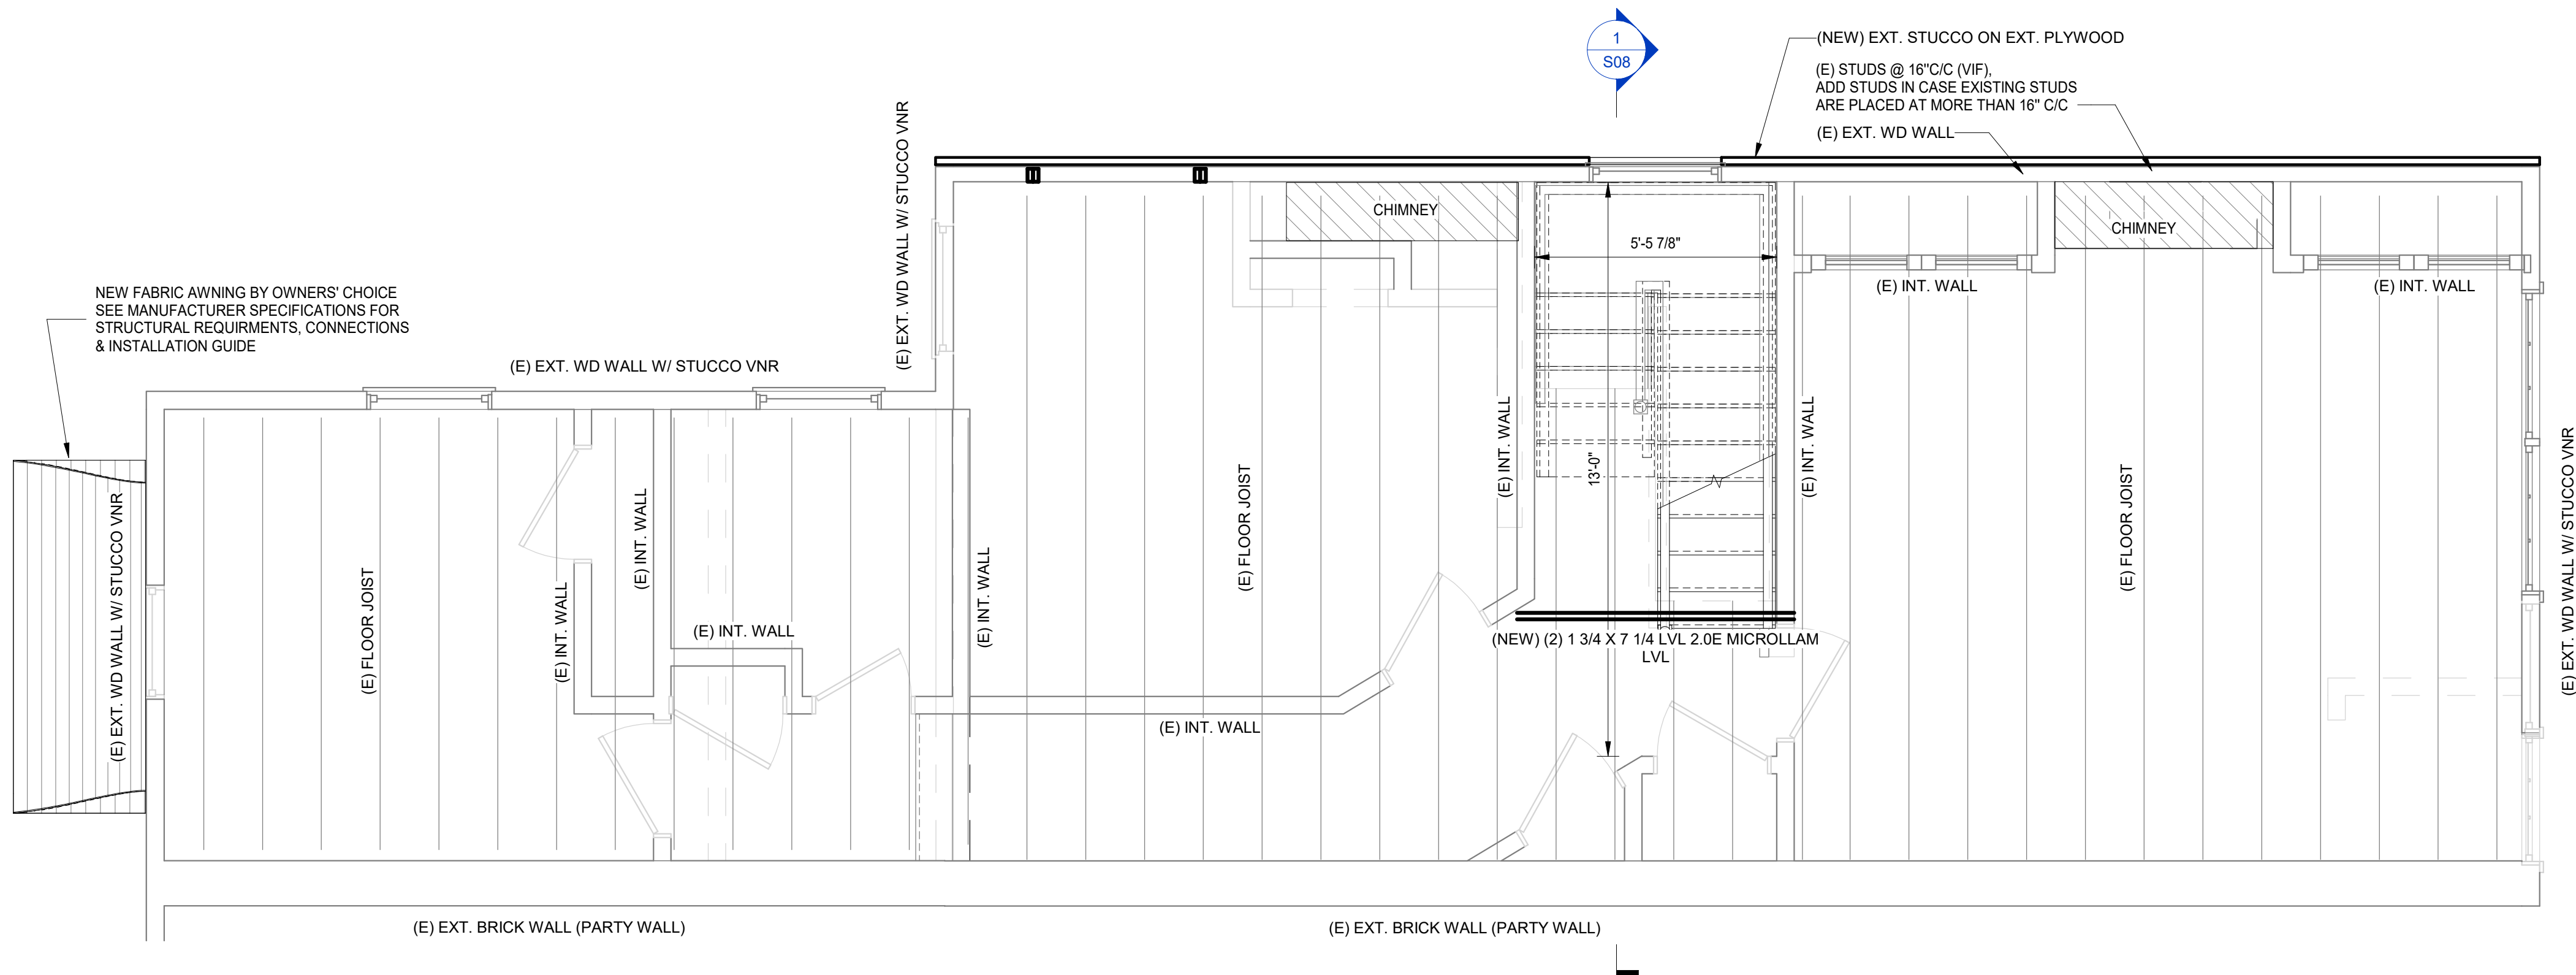 1
S08
(NEW) EXT. STUCCO ON EXT. PLYWOOD
(E) STUDS @ 16"C/C (VIF),
ADD STUDS IN CASE EXISTING STUDS
ARE PLACED AT MORE THAN 16" C/C
(E) EXT. WD WALL
(E) EXT. WD WALL W/ STUCCO VNR
CHIMNEY
CHIMNEY
5'-5 7/8"
(E) INT. WALL
(E) INT. WALL
NEW FABRIC AWNING BY OWNERS' CHOICE
SEE MANUFACTURER SPECIFICATIONS FOR
STRUCTURAL REQUIRMENTS, CONNECTIONS
& INSTALLATION GUIDE
(E) EXT. WD WALL W/ STUCCO VNR
(E) EXT. WD WALL W/ STUCCO VNR
(E) FLOOR JOIST
(E) INT. WALL
(E) INT. WALL
(E) INT. WALL
(E) INT. WALL
(E) FLOOR JOIST
(E) INT. WALL
13'-0"
(E) INT. WALL
(E) FLOOR JOIST
(E) EXT. WD WALL W/ STUCCO VNR
(NEW) (2) 1 3/4 X 7 1/4 LVL 2.0E MICROLLAM
LVL
(E) INT. WALL
(E) EXT. BRICK WALL (PARTY WALL)
(E) EXT. BRICK WALL (PARTY WALL)